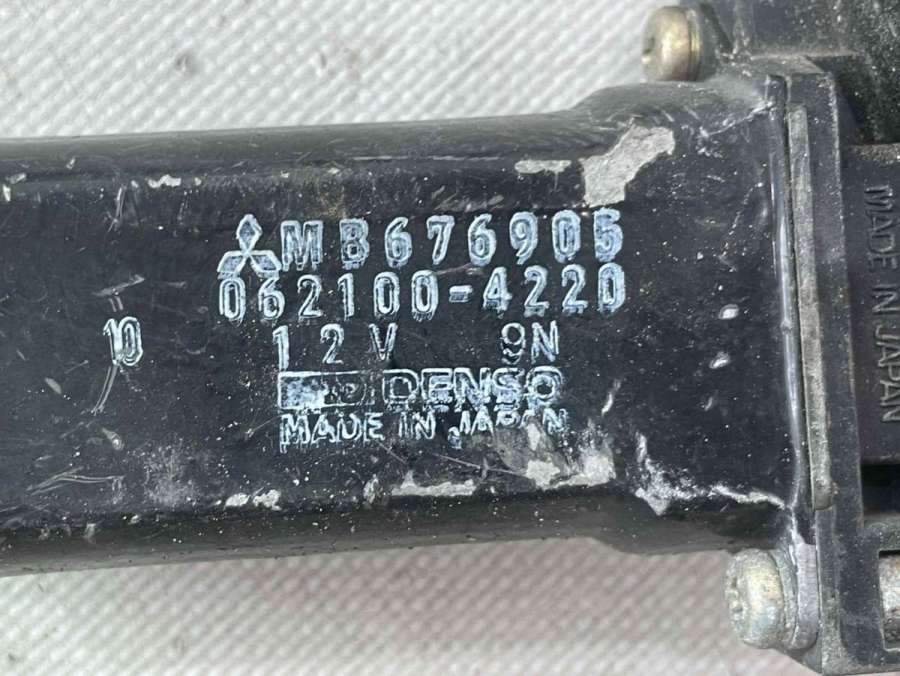 MB676905
062100-4220
10
12V 9N
DENSO
MADE IN JAPAN
MADE IN JAPAN